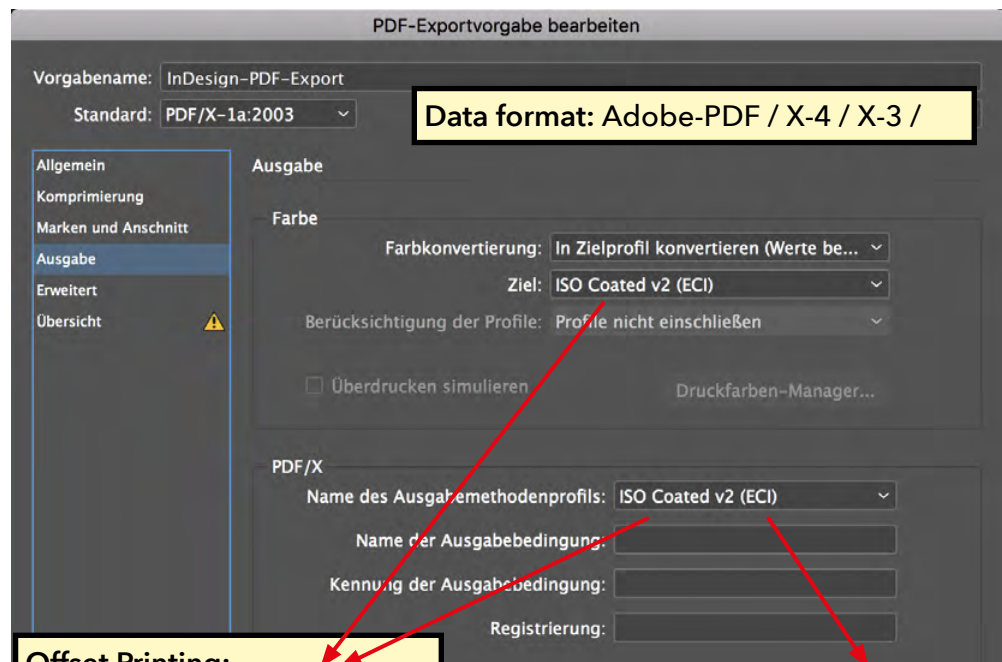 PDF-Exportvorgabe bearbeiten
Vorgabename: InDesign-PDF-Export
Standard: PDF/X-1a:2003
Data format: Adobe-PDF / X-4 / X-3 /
Allgemein
Komprimierung
Marken und Anschnitt
Ausgabe
Erweitert
Übersicht
Ausgabe
Farbe
Farbkonvertierung: In Zielprofil konvertieren (Werte be...
Ziel: ISO Coated v2 (ECI)
Berücksichtigung der Profile: Profile nicht einschließen
Überdrucken simulieren
Druckfarben-Manager...
PDF/X
Name des Ausgabemethodenprofils: ISO Coated v2 (ECI)
Name der Ausgabebedingung:
Kennung der Ausgabebedingung:
Registrierung:
Offset Printing: